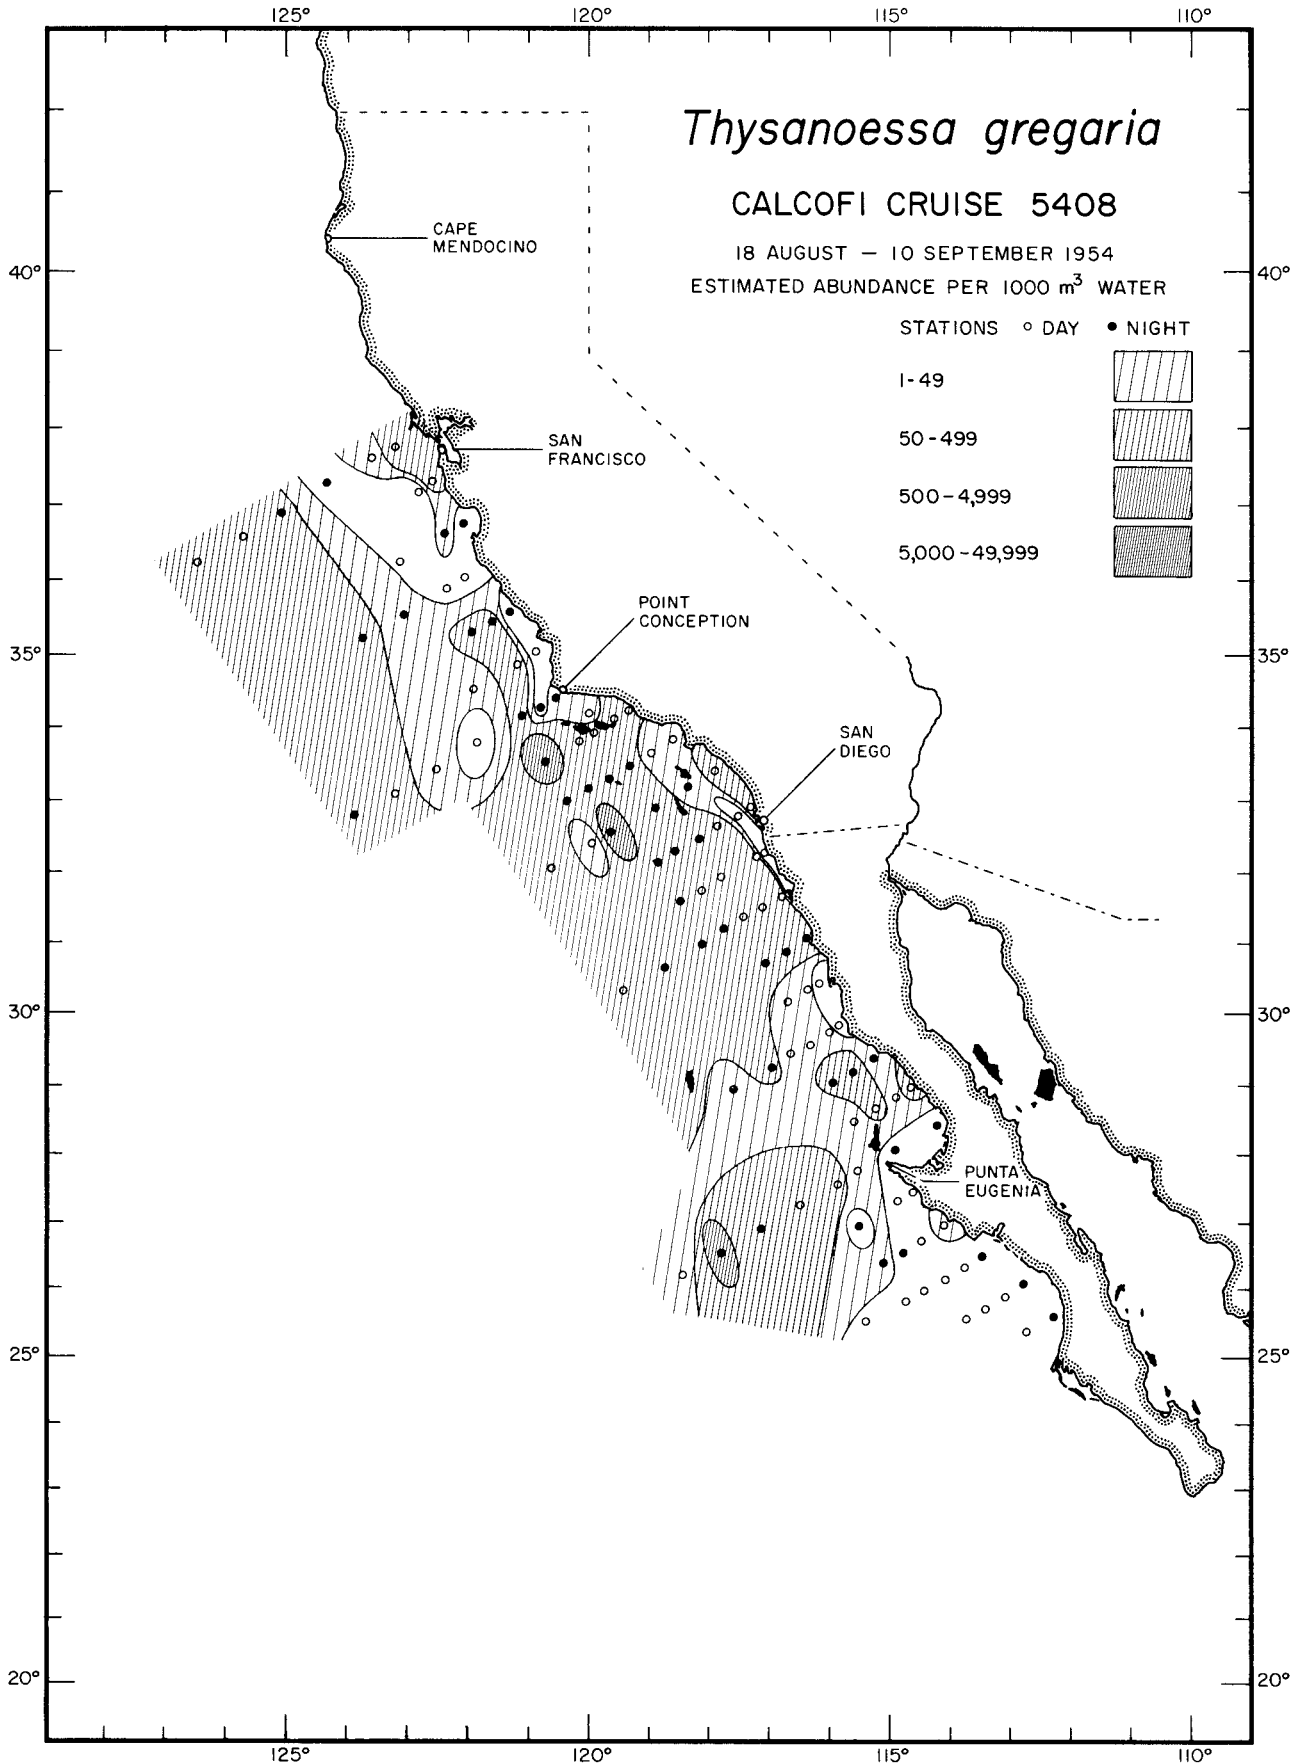 125° 120° 115° 110°
Thysanoessa gregaria
CALCOFI CRUISE 5408
18 AUGUST — 10 SEPTEMBER 1954
ESTIMATED ABUNDANCE PER 1000 m³ WATER
STATIONS ○ DAY ● NIGHT
1-49
50-499
500-4,999
5,000-49,999
CAPE
MENDOCINO
40° 40°
SAN
FRANCISCO
POINT
CONCEPTION
35° 35°
SAN
DIEGO
30° 30°
PUNTA
EUGENIA
25° 25°
20° 20°
125° 120° 115° 110°